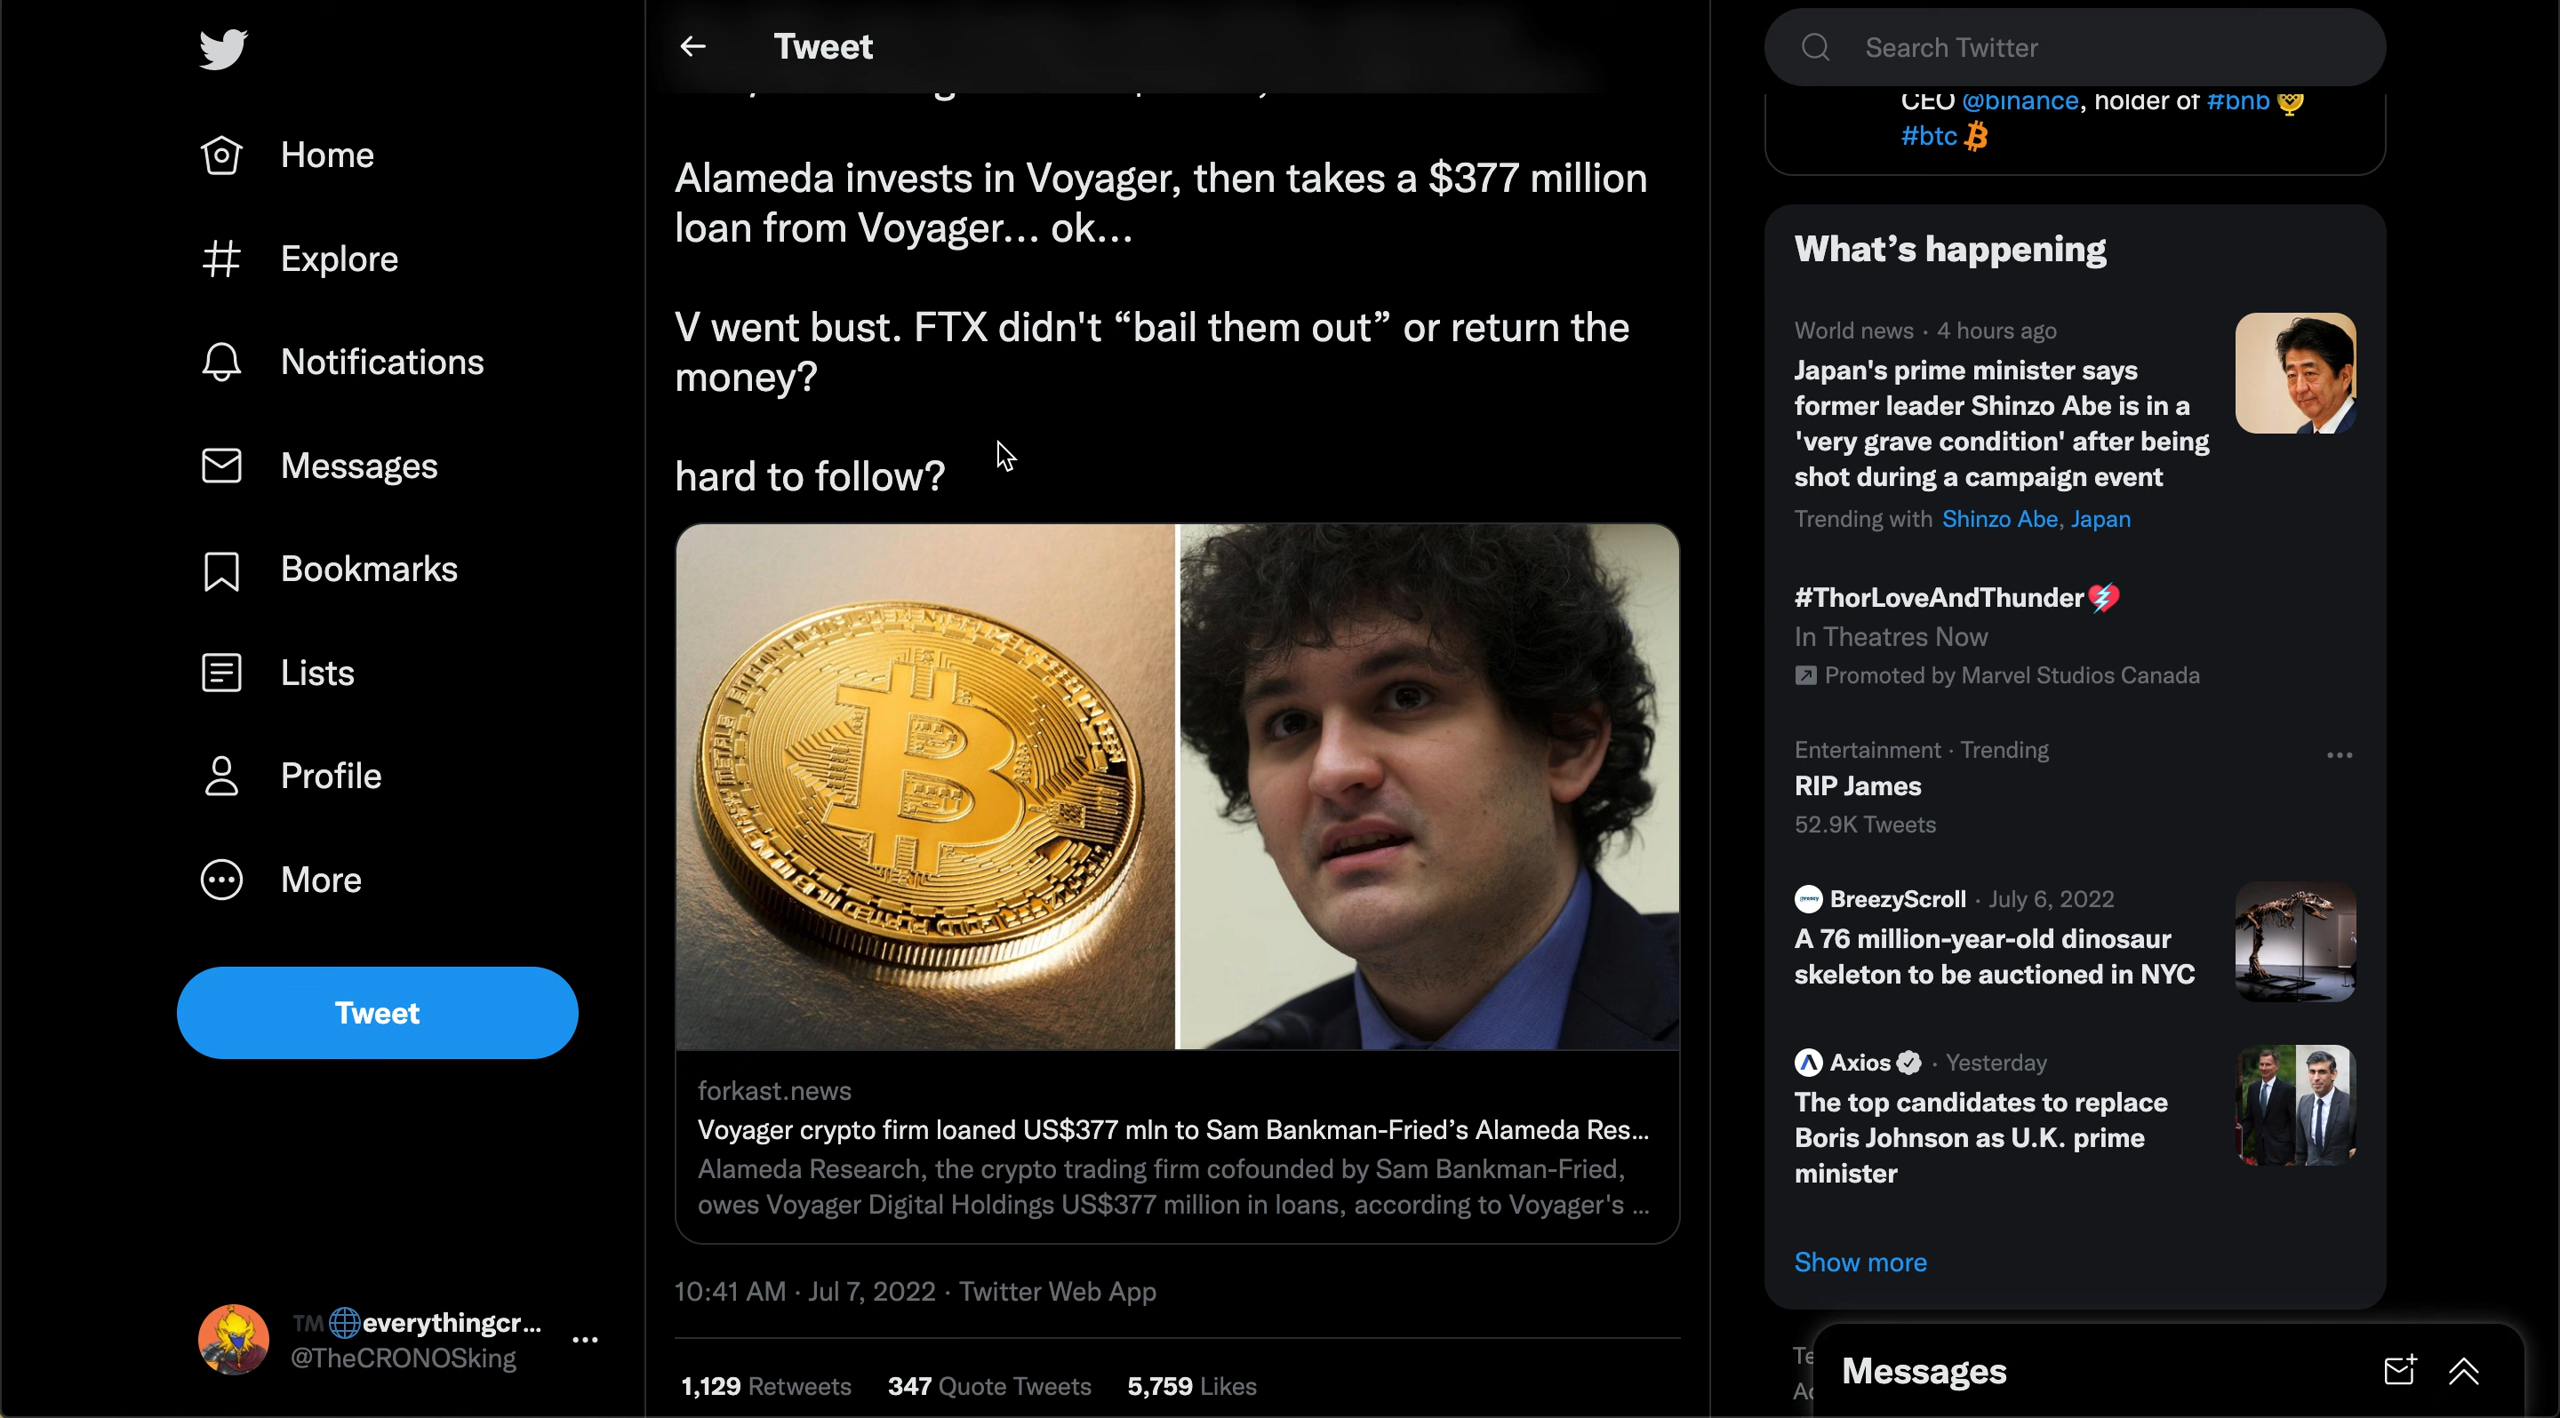 Home
Explore
Notifications
Messages
Bookmarks
Lists
Profile
More
Tweet
TM🌐everythingcr...
@TheCRONOSking
Tweet
Alameda invests in Voyager, then takes a $377 million
loan from Voyager... ok...
V went bust. FTX didn't “bail them out” or return the
money?
hard to follow?
forkast.news
Voyager crypto firm loaned US$377 mln to Sam Bankman-Fried’s Alameda Res...
Alameda Research, the crypto trading firm cofounded by Sam Bankman-Fried,
owes Voyager Digital Holdings US$377 million in loans, according to Voyager's ...
10:41 AM · Jul 7, 2022 · Twitter Web App
1,129 Retweets 347 Quote Tweets 5,759 Likes
Search Twitter
CEO @binance, holder of #bnb
#btc
What’s happening
World news · 4 hours ago
Japan's prime minister says
former leader Shinzo Abe is in a
'very grave condition' after being
shot during a campaign event
Trending with Shinzo Abe, Japan
#ThorLoveAndThunder
In Theatres Now
Promoted by Marvel Studios Canada
Entertainment · Trending
RIP James
52.9K Tweets
BreezyScroll · July 6, 2022
A 76 million-year-old dinosaur
skeleton to be auctioned in NYC
Axios · Yesterday
The top candidates to replace
Boris Johnson as U.K. prime
minister
Show more
Messages